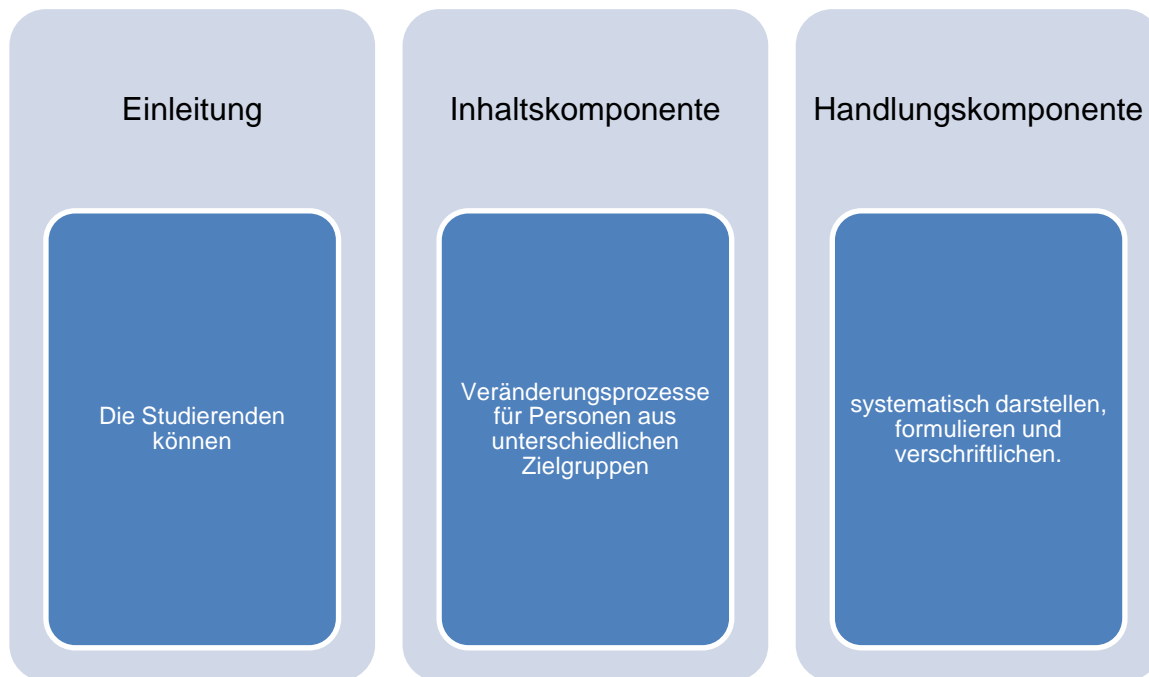 Einleitung
Die Studierenden
können
Inhaltskomponente
Veränderungsprozesse
für Personen aus
unterschiedlichen
Zielgruppen
Handlungskomponente
systematisch darstellen,
formulieren und
verschriftlichen.